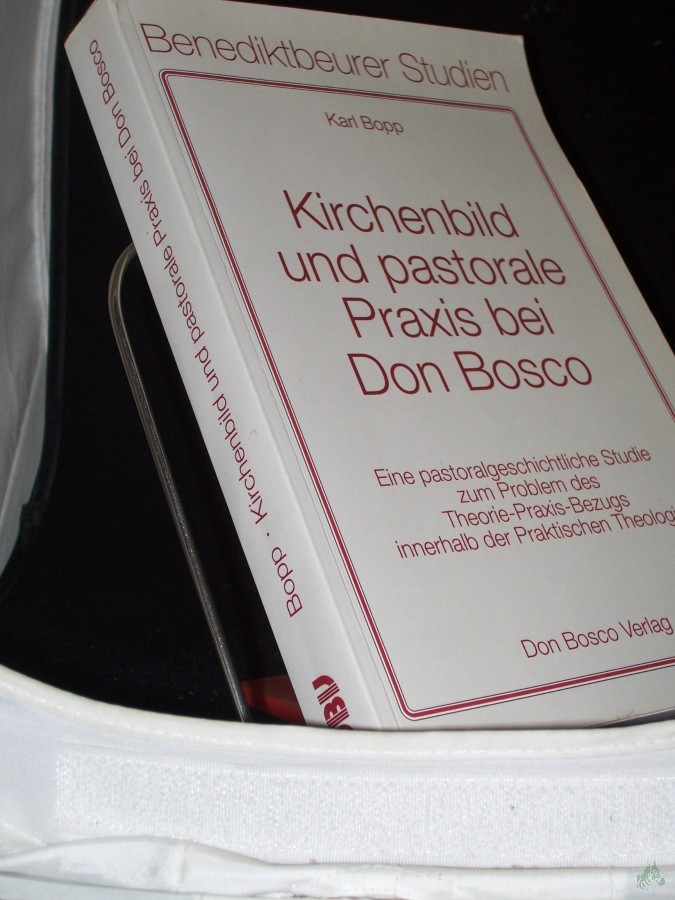 Benediktbeurer Studien
Karl Bopp
Kirchenbild
und pastorale
Praxis bei
Don Bosco
Eine pastoralgeschichtliche Studie
zum Problem des
Theorie-Praxis-Bezugs
innerhalb der Praktischen Theologi
Don Bosco Verlag
Bopp · Kirchenbild und pastorale Praxis bei Don Bosco